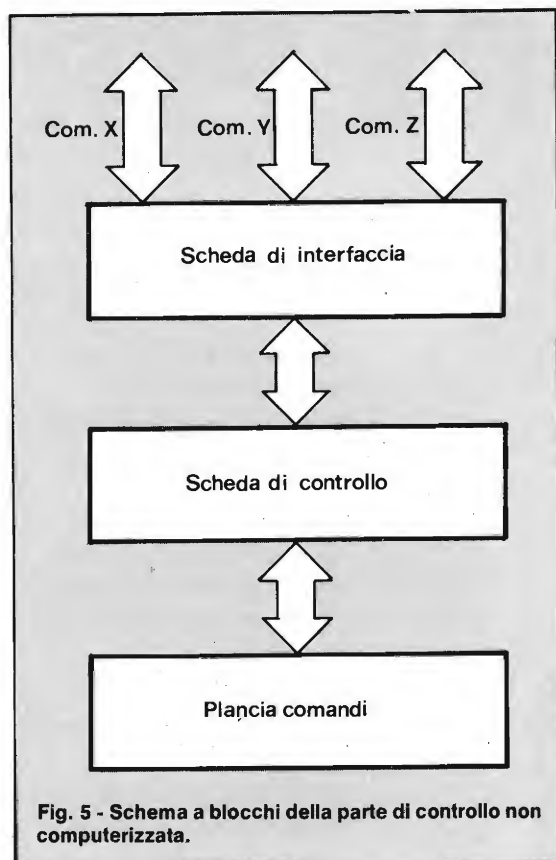 Com. X Com. Y Com. Z
Scheda di interfaccia
Scheda di controllo
Plancia comandi
Fig. 5 - Schema a blocchi della parte di controllo non
computerizzata.